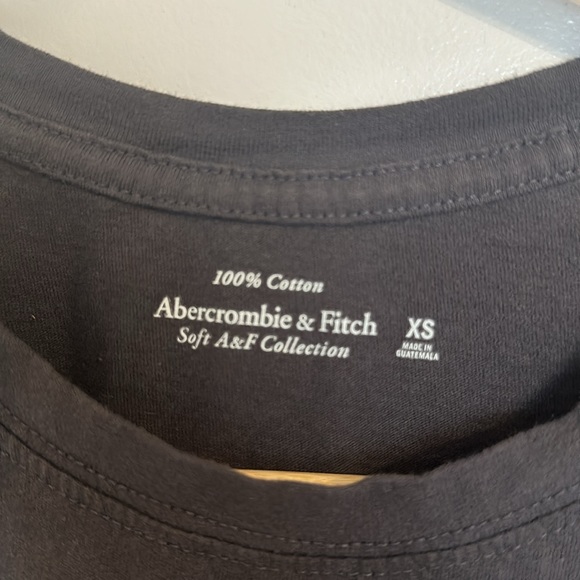 100% Cotton
Abercrombie & Fitch
Soft A&F Collection
XS
MADE IN
GUATEMALA